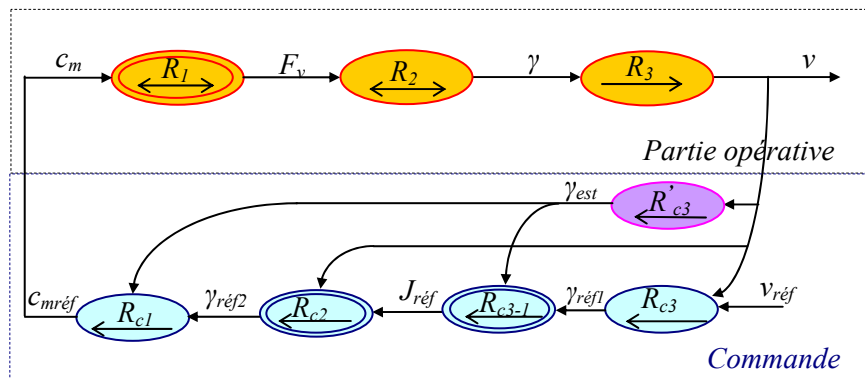 c_m R_1 F_v R_2 γ R_3 v
Partie opérative
γ_est R'_c3
c_mréf R_c1 γ_réf2 R_c2 J_réf R_c3-1 γ_réf1 R_c3 v_réf
Commande